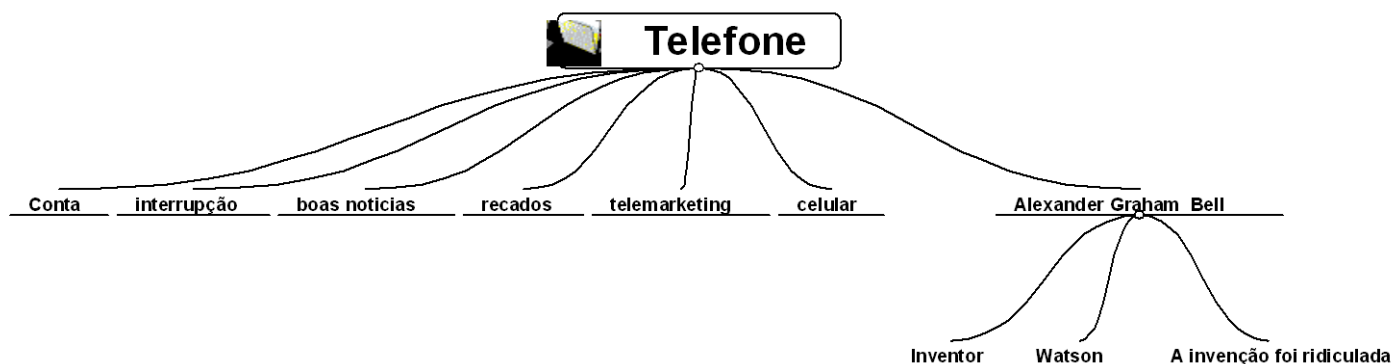 Telefone
Conta interrupção boas noticias recados telemarketing celular Alexander Graham Bell
Inventor Watson A invenção foi ridiculada